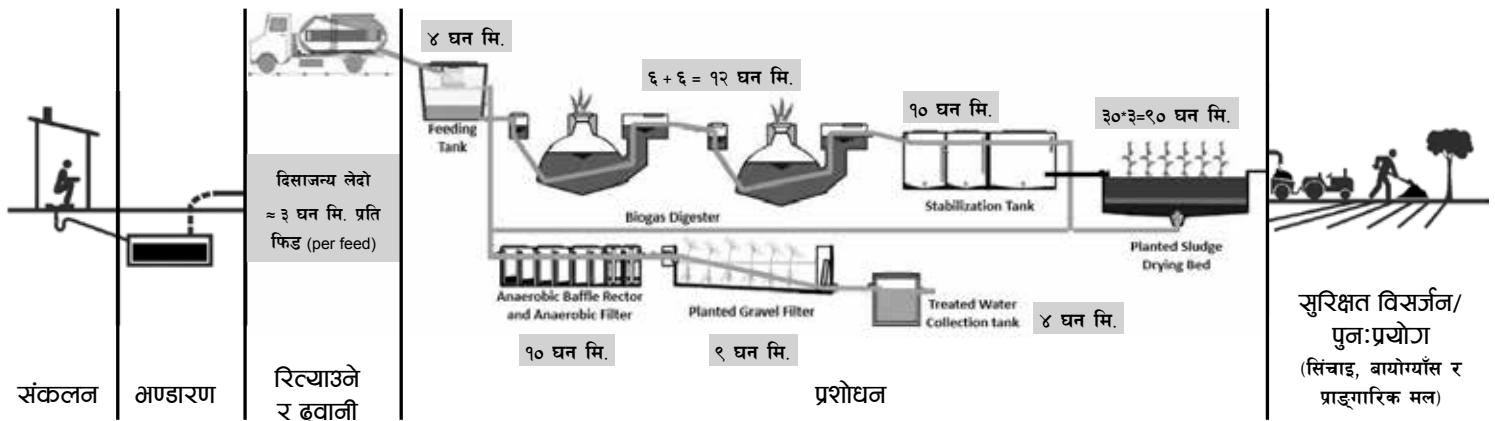 ४ घन मि.
६ + ६ = १२ घन मि.
१० घन मि.
३०*३=९० घन मि.
Feeding
Tank
दिसाजन्य लेदो
≈ ३ घन मि. प्रति
फिड (per feed)
Biogas Digester
Stabilization Tank
Planted Sludge
Drying Bed
Anaerobic Baffle Rector
and Anaerobic Filter
Planted Gravel Filter
Treated Water
Collection tank
४ घन मि.
१० घन मि.
९ घन मि.
संकलन
भण्डारण
रित्याउने
र ढुवानी
प्रशोधन
सुरिक्षत विसर्जन/
पुन:प्रयोग
(सिंचाइ, बायोग्याँस र
प्राङ्गारिक मल)